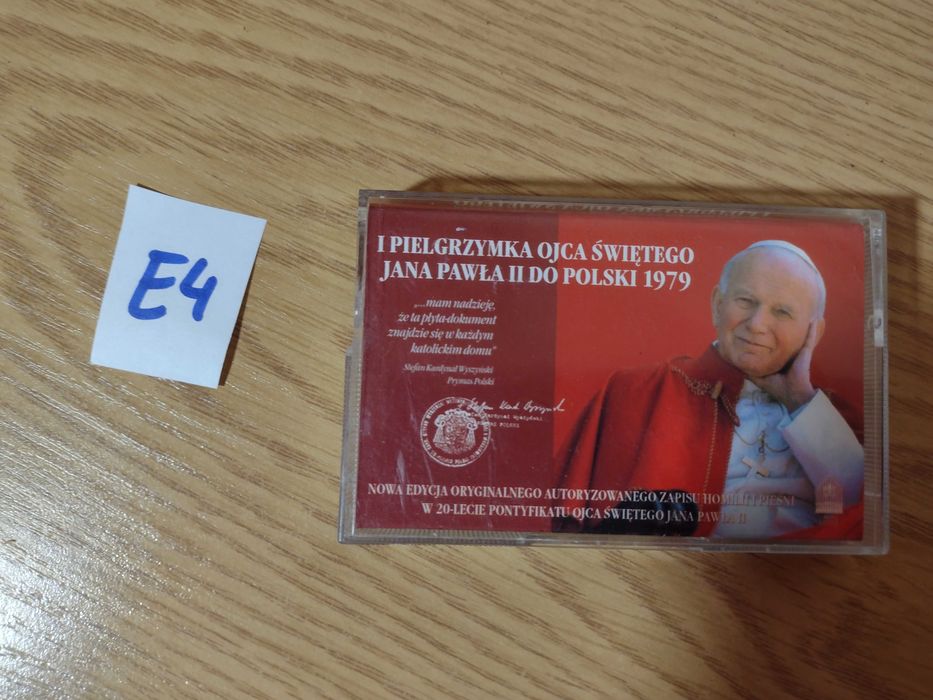 E4
I PIELGRZYMKA OJCA ŚWIĘTEGO
JANA PAWŁA II DO POLSKI 1979
„...mam nadzieję,
że ta płyta-dokument
znajdzie się w każdym
katolickim domu"
Stefan Kardynał Wyszyński
Prymas Polski
NOWA EDYCJA ORYGINALNEGO AUTORYZOWANEGO ZAPISU HOMILII I PIEŚNI
W 20-LECIE PONTYFIKATU OJCA ŚWIĘTEGO JANA PAWŁA II